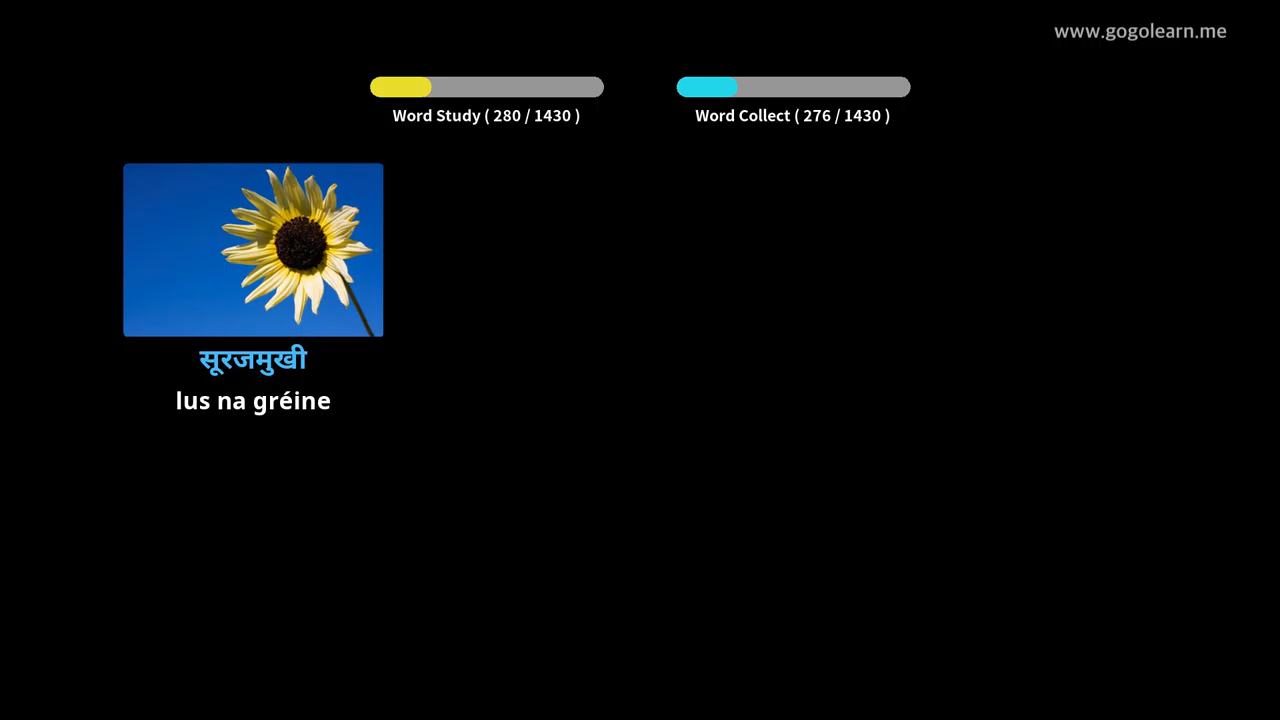 www.gogolearn.me
Word Study ( 280 / 1430 )
Word Collect ( 276 / 1430 )
सूरजमुखी
lus na gréine